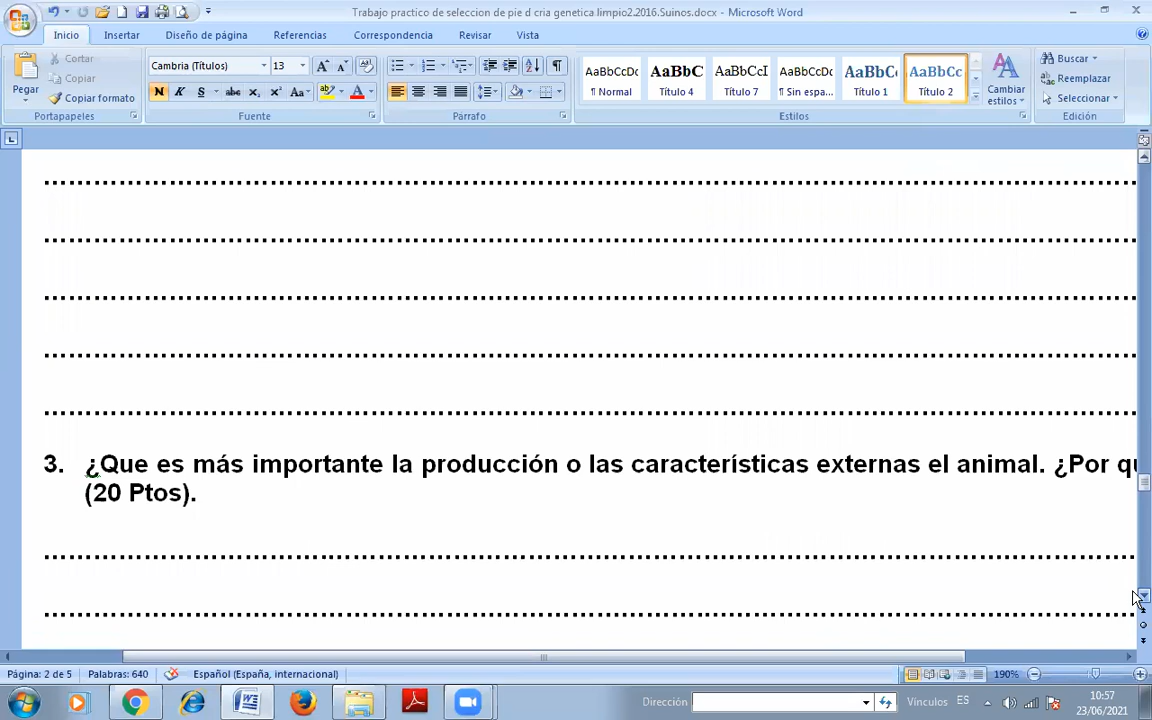 Trabajo practico de seleccion de pie d cria genetica limpio2.2016.Suinos.docx - Microsoft Word
Inicio Insertar Diseño de página Referencias Correspondencia Revisar Vista
Pegar
Cortar
Copiar
Copiar formato
Portapapeles
Cambria (Títulos) 13
N K S abc x₂ x² Aa
Fuente
Párrafo
AaBbCcDc AaBbC AaBbCcI AaBbCcDc AaBbC AaBbCc
¶ Normal Título 4 Título 7 ¶ Sin espa... Título 1 Título 2
Cambiar estilos
Estilos
Buscar
Reemplazar
Seleccionar
Edición
3. ¿Que es más importante la producción o las características externas el animal. ¿Por qu
(20 Ptos).
Página: 2 de 5 Palabras: 640 Español (España, internacional) 190%
Dirección Vínculos ES 10:57
23/06/2021